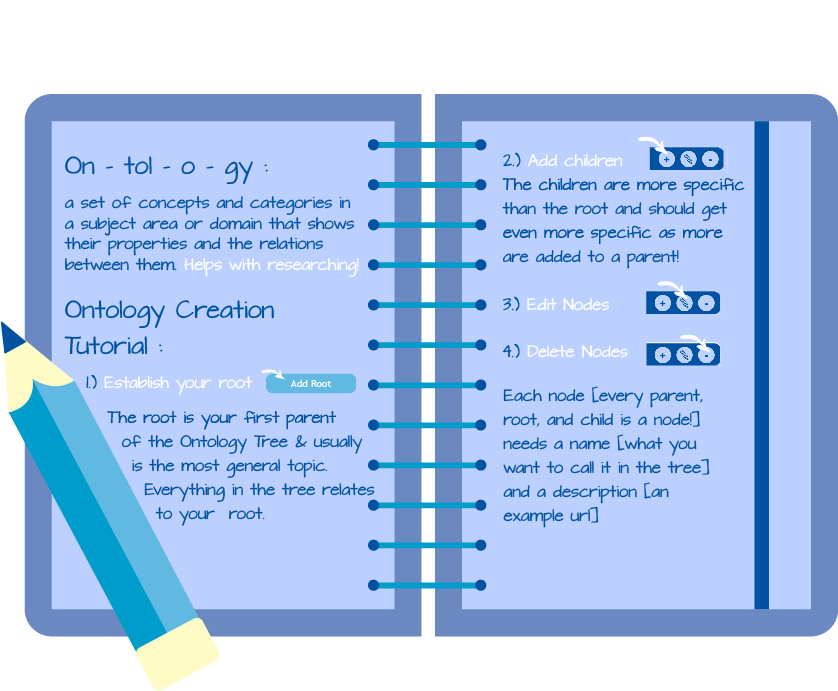 On - tol - o - gy :
a set of concepts and categories in
a subject area or domain that shows
their properties and the relations
between them. Helps with researching!
Ontology Creation
Tutorial :
1.) Establish your root Add Root
The root is your first parent
of the Ontology Tree & usually
is the most general topic.
Everything in the tree relates
to your root.
2.) Add children + -
The children are more specific
than the root and should get
even more specific as more
are added to a parent!
3.) Edit Nodes + -
4.) Delete Nodes + -
Each node [every parent,
root, and child is a node!]
needs a name [what you
want to call it in the tree]
and a description [an
example url]